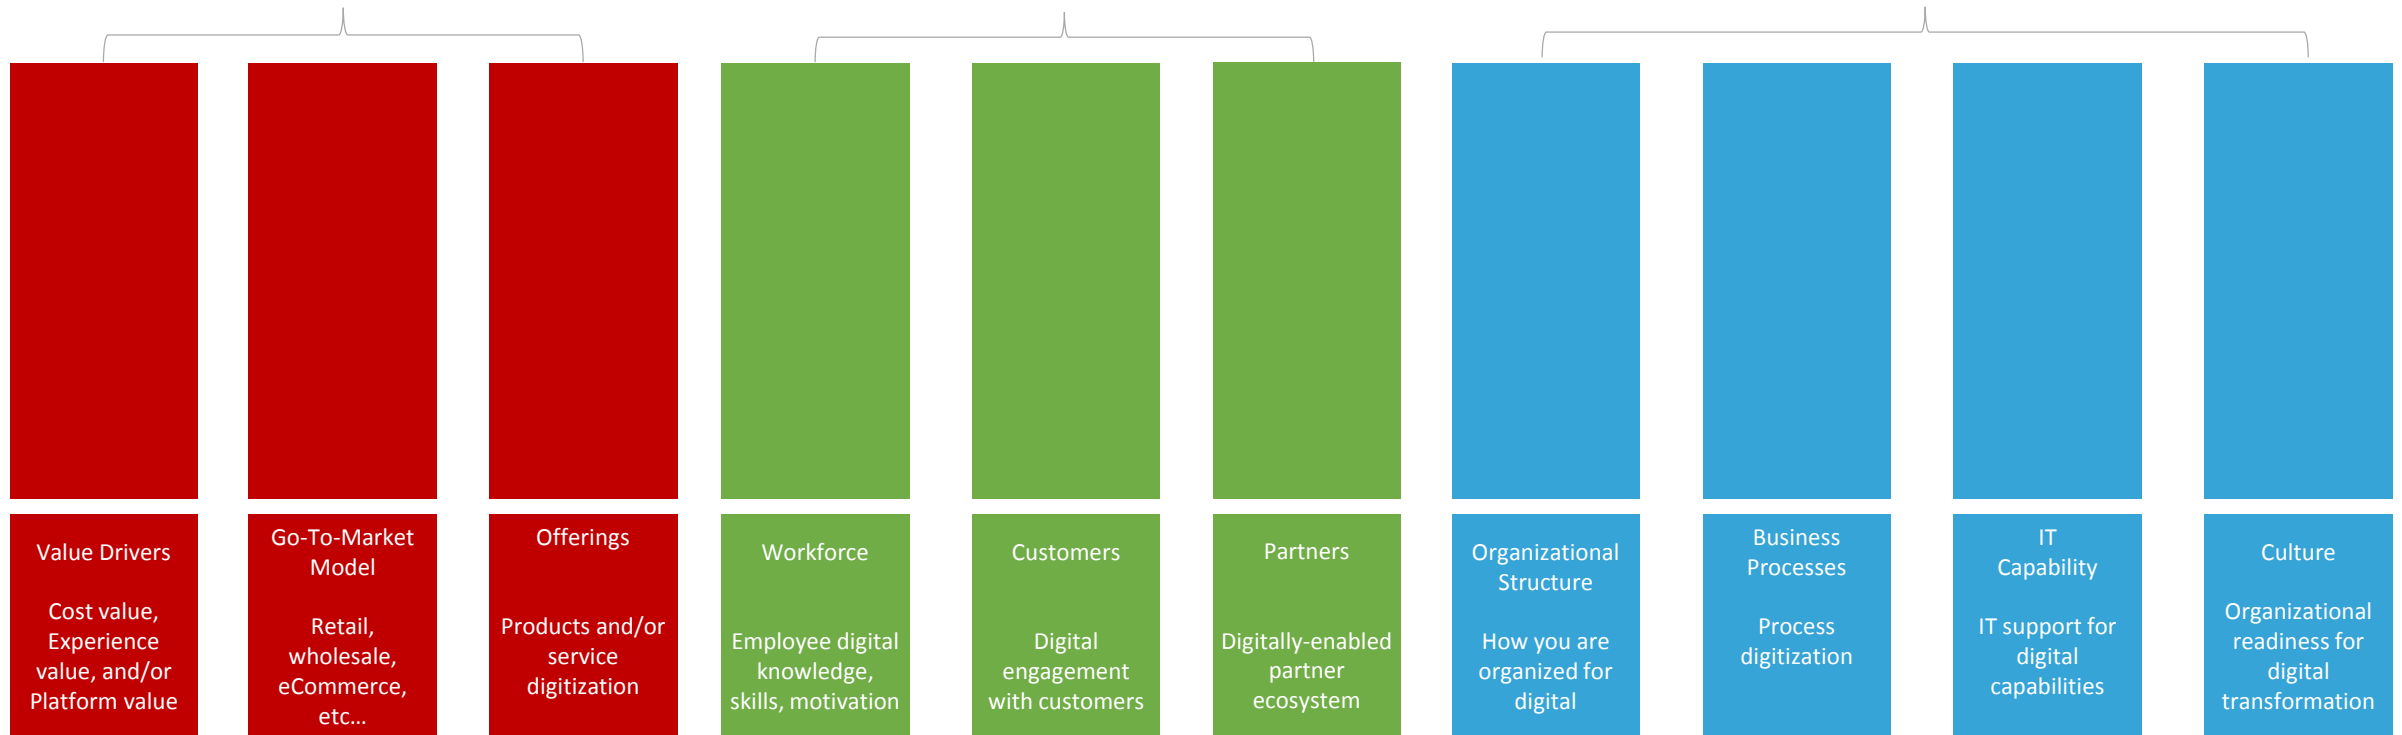 Value Drivers
Cost value,
Experience
value, and/or
Platform value
Go-To-Market
Model
Retail,
wholesale,
eCommerce,
etc…
Offerings
Products and/or
service
digitization
Workforce
Employee digital
knowledge,
skills, motivation
Customers
Digital
engagement
with customers
Partners
Digitally-enabled
partner
ecosystem
Organizational
Structure
How you are
organized for
digital
Business
Processes
Process
digitization
IT
Capability
IT support for
digital
capabilities
Culture
Organizational
readiness for
digital
transformation